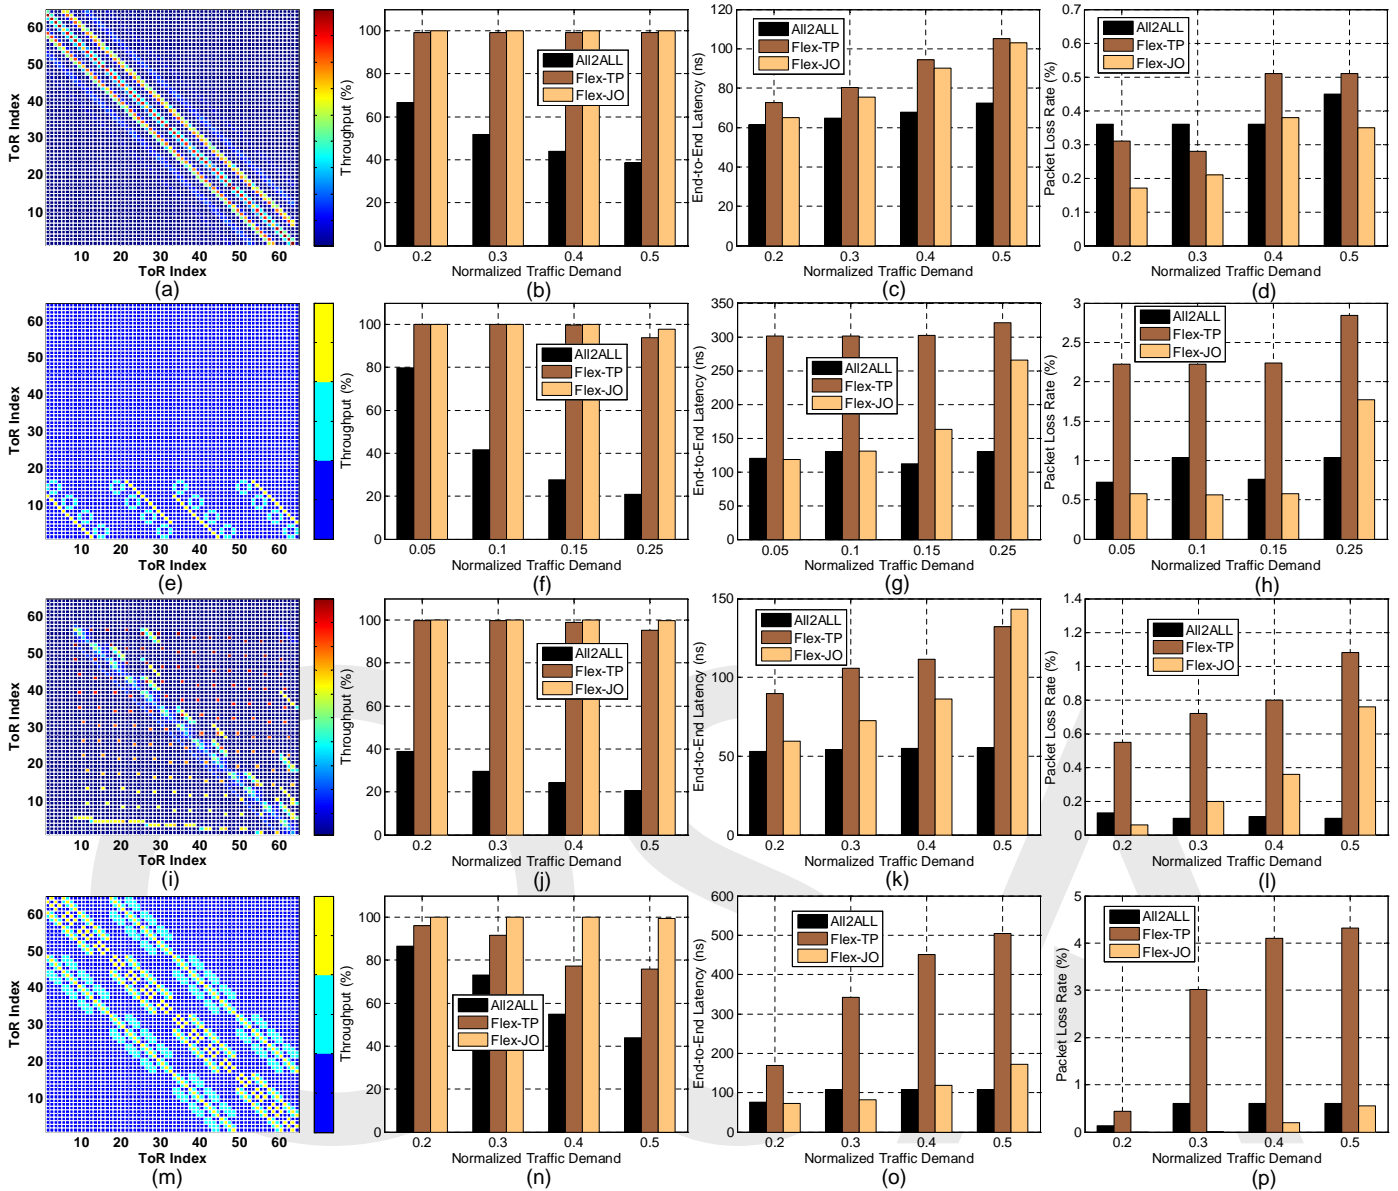 60
50
40
30
20
10
10 20 30 40 50 60
ToR Index
ToR Index
(a)
100
80
60
40
20
0
0.2 0.3 0.4 0.5
Throughput (%)
Normalized Traffic Demand
All2ALL
Flex-TP
Flex-JO
(b)
120
100
80
60
40
20
0
0.2 0.3 0.4 0.5
End-to-End Latency (ns)
Normalized Traffic Demand
All2ALL
Flex-TP
Flex-JO
(c)
0.7
0.6
0.5
0.4
0.3
0.2
0.1
0
0.2 0.3 0.4 0.5
Packet Loss Rate (%)
Normalized Traffic Demand
All2ALL
Flex-TP
Flex-JO
(d)
60
50
40
30
20
10
10 20 30 40 50 60
ToR Index
ToR Index
(e)
100
80
60
40
20
0
0.05 0.1 0.15 0.25
Throughput (%)
Normalized Traffic Demand
All2ALL
Flex-TP
Flex-JO
(f)
350
300
250
200
150
100
50
0
0.05 0.1 0.15 0.25
End-to-End Latency (ns)
Normalized Traffic Demand
All2ALL
Flex-TP
Flex-JO
(g)
3
2.5
2
1.5
1
0.5
0
0.05 0.1 0.15 0.25
Packet Loss Rate (%)
Normalized Traffic Demand
All2ALL
Flex-TP
Flex-JO
(h)
60
50
40
30
20
10
10 20 30 40 50 60
ToR Index
ToR Index
(i)
100
80
60
40
20
0
0.2 0.3 0.4 0.5
Throughput (%)
Normalized Traffic Demand
All2ALL
Flex-TP
Flex-JO
(j)
150
100
50
0
0.2 0.3 0.4 0.5
End-to-End Latency (ns)
Normalized Traffic Demand
All2ALL
Flex-TP
Flex-JO
(k)
1.4
1.2
1
0.8
0.6
0.4
0.2
0
0.2 0.3 0.4 0.5
Packet Loss Rate (%)
Normalized Traffic Demand
All2ALL
Flex-TP
Flex-JO
(l)
60
50
40
30
20
10
10 20 30 40 50 60
ToR Index
ToR Index
(m)
100
80
60
40
20
0
0.2 0.3 0.4 0.5
Throughput (%)
Normalized Traffic Demand
All2ALL
Flex-TP
Flex-JO
(n)
600
500
400
300
200
100
0
0.2 0.3 0.4 0.5
End-to-End Latency (ns)
Normalized Traffic Demand
All2ALL
Flex-TP
Flex-JO
(o)
5
4
3
2
1
0
0.2 0.3 0.4 0.5
Packet Loss Rate (%)
Normalized Traffic Demand
All2ALL
Flex-TP
Flex-JO
(p)